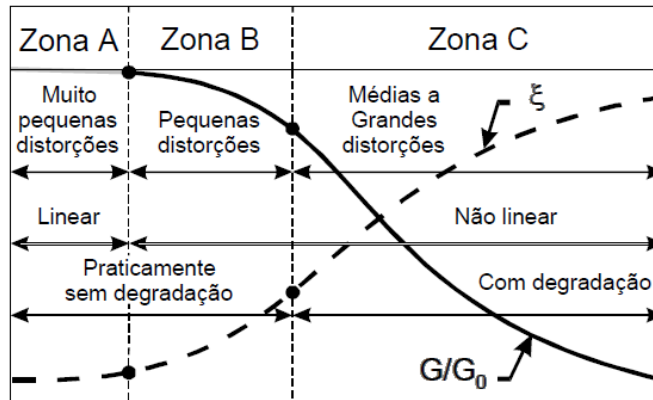 Zona A
Zona B
Zona C
Muito
pequenas
distorções
Pequenas
distorções
Médias a
Grandes
distorções
ξ
Linear
Não linear
Praticamente
sem degradação
Com degradação
G/G₀